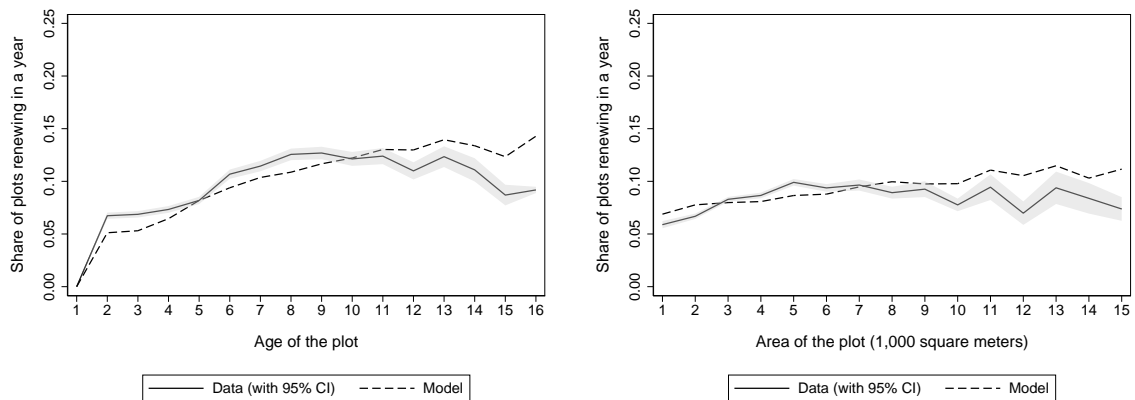 Share of plots renewing in a year
0.25
0.20
0.15
0.10
0.05
0.00
1 2 3 4 5 6 7 8 9 10 11 12 13 14 15 16
Age of the plot
Data (with 95% CI) Model
Share of plots renewing in a year
0.25
0.20
0.15
0.10
0.05
0.00
1 2 3 4 5 6 7 8 9 10 11 12 13 14 15
Area of the plot (1,000 square meters)
Data (with 95% CI) Model